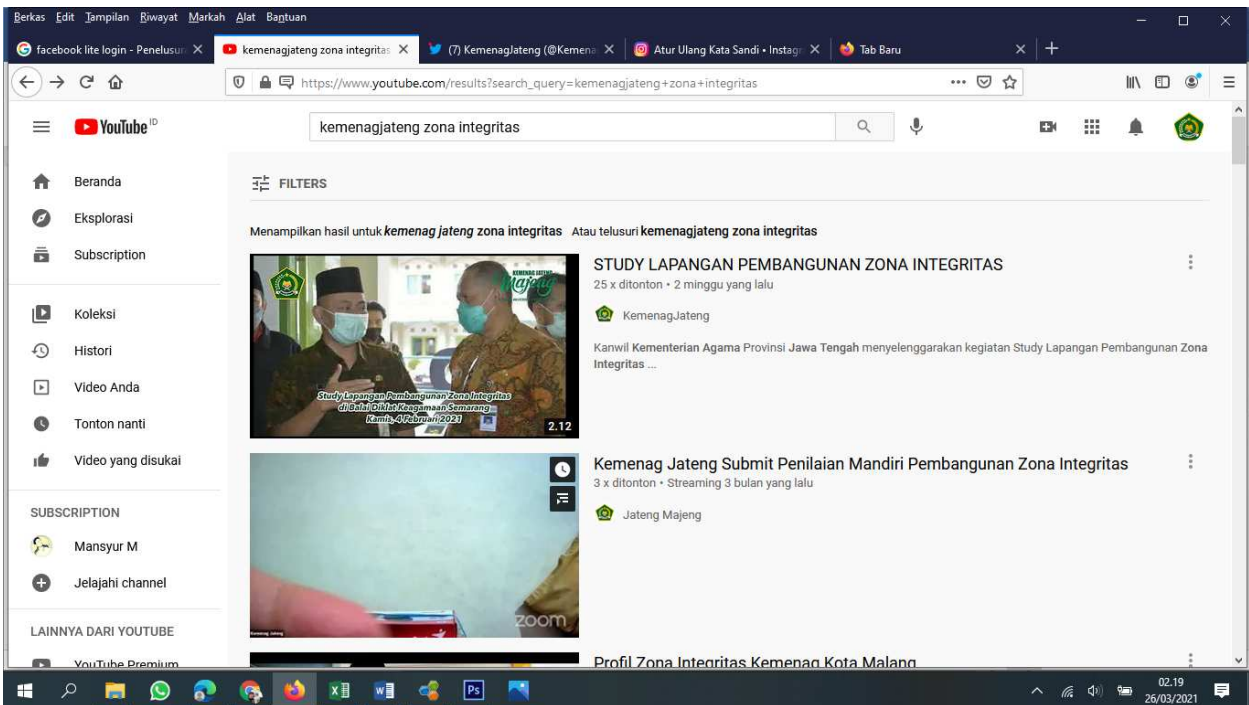 Berkas Edit Tampilan Riwayat Markah Alat Bantuan
facebook lite login - Penelusur
kemenagjateng zona integritas
(7) KemenagJateng (@Kemena
Atur Ulang Kata Sandi • Instagr
Tab Baru
https://www.youtube.com/results?search_query=kemenagjateng+zona+integritas
YouTube ID
kemenagjateng zona integritas
Beranda
Eksplorasi
Subscription
Koleksi
Histori
Video Anda
Tonton nanti
Video yang disukai
SUBSCRIPTION
Mansyur M
Jelajahi channel
LAINNYA DARI YOUTUBE
YouTube Premium
FILTERS
Menampilkan hasil untuk kemenag jateng zona integritas Atau telusuri kemenagjateng zona integritas
KEMENAG JATENG
Majeng
Study Lapangan Pembangunan Zona Integritas
di Balai Diklat Keagamaan Semarang
Kamis, 4 Februari 2021
2.12
STUDY LAPANGAN PEMBANGUNAN ZONA INTEGRITAS
25 x ditonton • 2 minggu yang lalu
KemenagJateng
Kanwil Kementerian Agama Provinsi Jawa Tengah menyelenggarakan kegiatan Study Lapangan Pembangunan Zona
Integritas ...
zoom
Kemenag Jateng
Kemenag Jateng Submit Penilaian Mandiri Pembangunan Zona Integritas
3 x ditonton • Streaming 3 bulan yang lalu
Jateng Majeng
Profil Zona Integritas Kemenag Kota Malang
Ps
02.19
26/03/2021